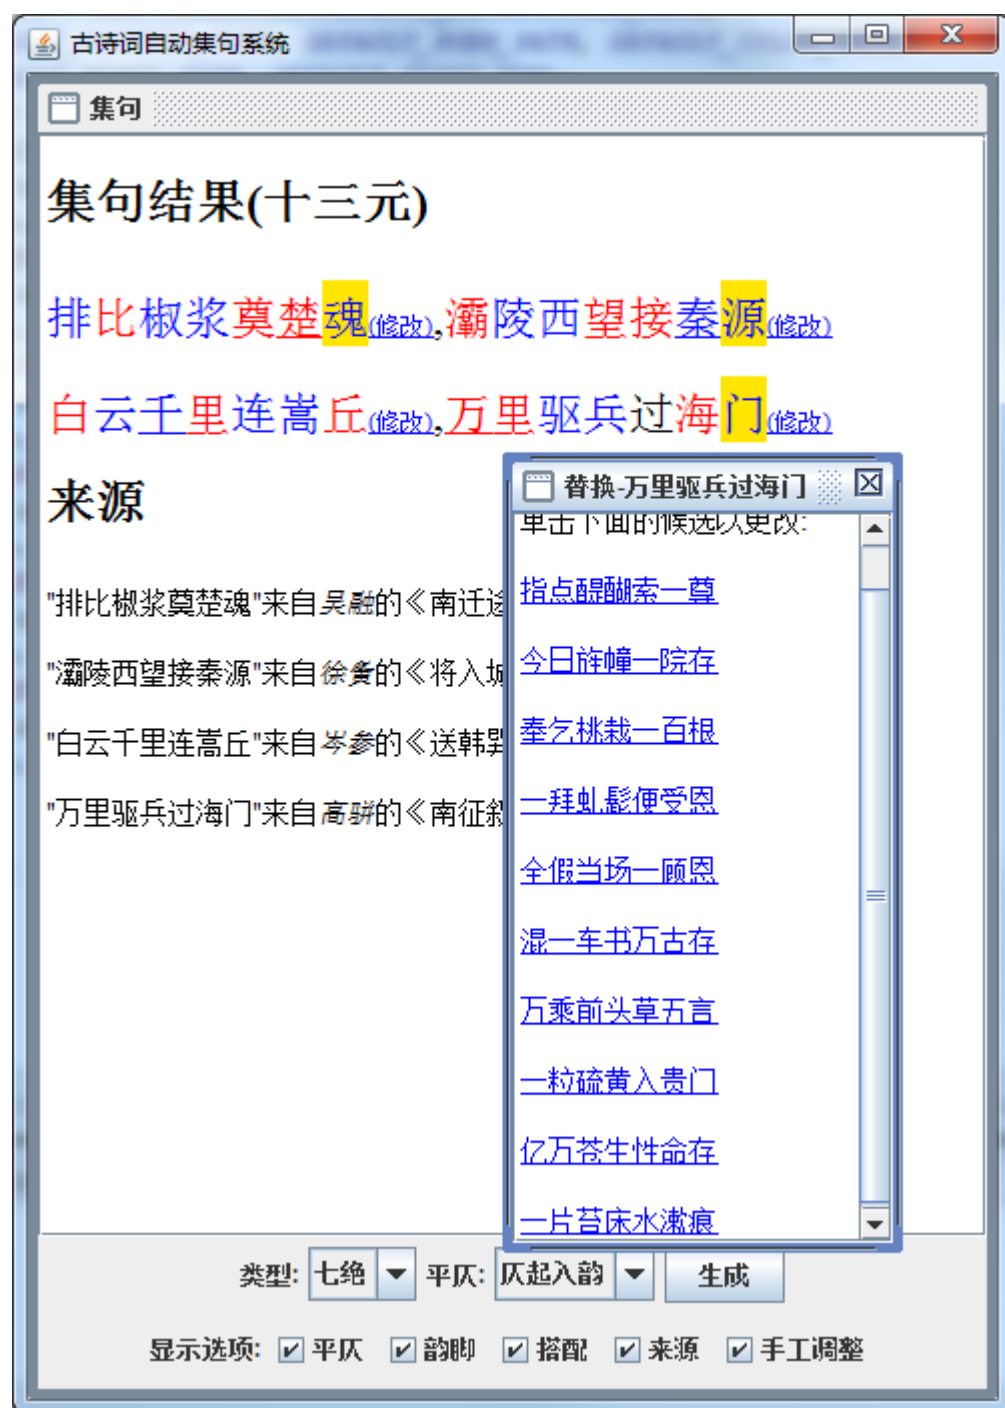 古诗词自动集句系统
集句
集句结果(十三元)
排比椒浆奠楚魂(修改),灞陵西望接秦源(修改)
白云千里连嵩丘(修改),万里驱兵过海门(修改)
来源
"排比椒浆奠楚魂"来自吴融的《南迁途
"灞陵西望接秦源"来自徐夤的《将入城
"白云千里连嵩丘"来自岑参的《送韩巽
"万里驱兵过海门"来自高骈的《南征叙
替换-万里驱兵过海门
单击下面的候选以更改:
指点醍醐索一尊
今日旌幢一院存
奉乞桃栽一百根
一拜虬髭便受恩
全假当场一顾恩
混一车书万古存
万乘前头草五言
一粒硫黄入贵门
亿万苍生性命存
一片苔床水漱痕
类型: 七绝 平仄: 仄起入韵 生成
显示选项: 平仄 韵脚 搭配 来源 手工调整